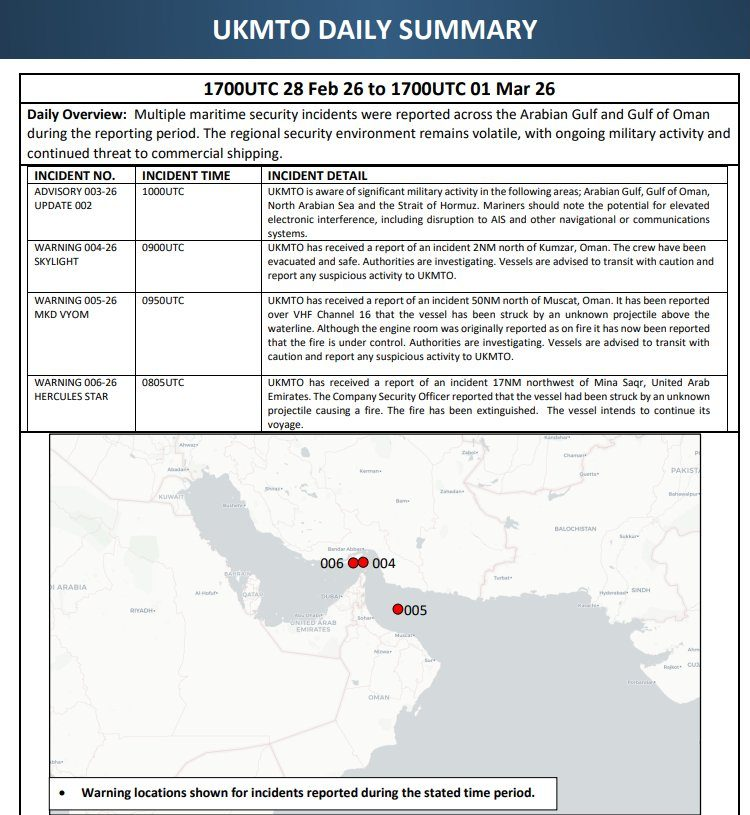 UKMTO DAILY SUMMARY
1700UTC 28 Feb 26 to 1700UTC 01 Mar 26
Daily Overview: Multiple maritime security incidents were reported across the Arabian Gulf and Gulf of Oman
during the reporting period. The regional security environment remains volatile, with ongoing military activity and
continued threat to commercial shipping.
INCIDENT NO. INCIDENT TIME INCIDENT DETAIL
ADVISORY 003-26 1000UTC UKMTO is aware of significant military activity in the following areas; Arabian Gulf, Gulf of Oman,
UPDATE 002 North Arabian Sea and the Strait of Hormuz. Mariners should note the potential for elevated
electronic interference, including disruption to AIS and other navigational or communications
systems.
WARNING 004-26 0900UTC UKMTO has received a report of an incident 2NM north of Kumzar, Oman. The crew have been
SKYLIGHT evacuated and safe. Authorities are investigating. Vessels are advised to transit with caution and
report any suspicious activity to UKMTO.
WARNING 005-26 0950UTC UKMTO has received a report of an incident 50NM north of Muscat, Oman. It has been reported
MKD VYOM over VHF Channel 16 that the vessel has been struck by an unknown projectile above the
waterline. Although the engine room was originally reported as on fire it has now been reported
that the fire is under control. Authorities are investigating. Vessels are advised to transit with
caution and report any suspicious activity to UKMTO.
WARNING 006-26 0805UTC UKMTO has received a report of an incident 17NM northwest of Mina Saqr, United Arab
HERCULES STAR Emirates. The Company Security Officer reported that the vessel had been struck by an unknown
projectile causing a fire. The fire has been extinguished. The vessel intends to continue its
voyage.
Kandahar
Ahwaz
Zabol
Chaman
Abadan
Kerman
Quetta
PAKIST
KUWAIT
Shiraz
Zahedan
Bam
Bahawalpur
Bushehr
BALOCHISTAN
Sukkur
Bandar Abbas
006 004
BAHRAIN
Turbat
AL ARABIA
Al-Hofuf
QATAR
DUBAI
Hyderabad
SINDH
Karachi
RIYADH
005
Abu Dhabi
Sohar
UNITED ARAB
EMIRATES
Muscat
Nizwa
Sur
Rajkot
GUJ
Porbandar
OMAN
• Warning locations shown for incidents reported during the stated time period.